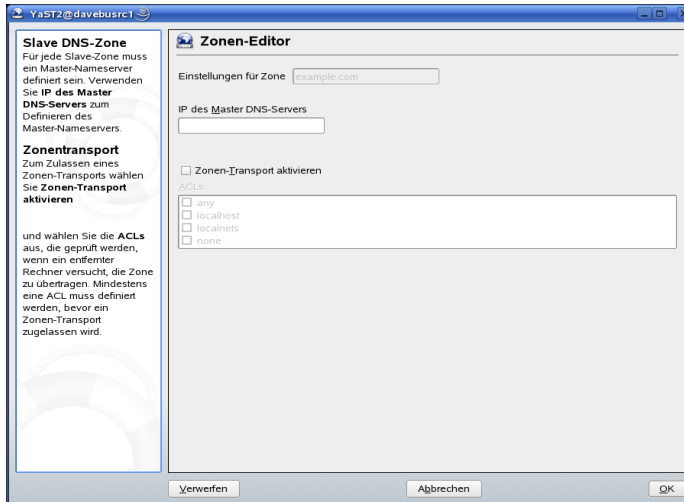 YaST2@davebusrc1
Slave DNS-Zone
Für jede Slave-Zone muss
ein Master-Nameserver
definiert sein. Verwenden
Sie IP des Master
DNS-Servers zum
Definieren des
Master-Nameservers.
Zonentransport
Zum Zulassen eines
Zonen-Transports wählen
Sie Zonen-Transport
aktivieren
und wählen Sie die ACLs
aus, die geprüft werden,
wenn ein entfernter
Rechner versucht, die Zone
zu übertragen. Mindestens
eine ACL muss definiert
werden, bevor ein
Zonen-Transport
zugelassen wird.
Zonen-Editor
Einstellungen für Zone example.com
IP des Master DNS-Servers
Zonen-Transport aktivieren
ACLs
any
localhost
localnets
none
Verwerfen
Abbrechen
OK